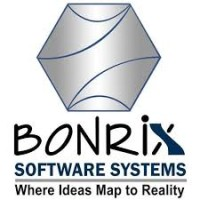 BONRiX
SOFTWARE SYSTEMS
Where Ideas Map to Reality